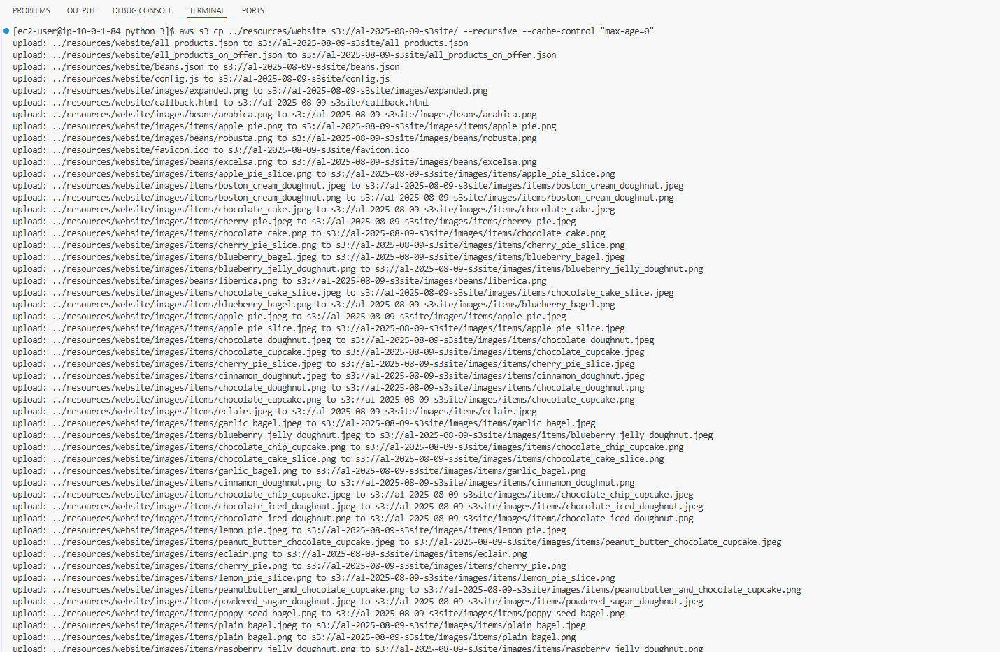 PROBLEMS OUTPUT DEBUG CONSOLE TERMINAL PORTS
[ec2-user@ip-10-0-1-84 python_3]$ aws s3 cp ../resources/website s3://al-2025-08-09-s3site/ --recursive --cache-control "max-age=0"
upload: ../resources/website/all_products.json to s3://al-2025-08-09-s3site/all_products.json
upload: ../resources/website/all_products_on_offer.json to s3://al-2025-08-09-s3site/all_products_on_offer.json
upload: ../resources/website/beans.json to s3://al-2025-08-09-s3site/beans.json
upload: ../resources/website/config.js to s3://al-2025-08-09-s3site/config.js
upload: ../resources/website/images/expanded.png to s3://al-2025-08-09-s3site/images/expanded.png
upload: ../resources/website/callback.html to s3://al-2025-08-09-s3site/callback.html
upload: ../resources/website/images/beans/arabica.png to s3://al-2025-08-09-s3site/images/beans/arabica.png
upload: ../resources/website/images/items/apple_pie.png to s3://al-2025-08-09-s3site/images/items/apple_pie.png
upload: ../resources/website/images/beans/robusta.png to s3://al-2025-08-09-s3site/images/beans/robusta.png
upload: ../resources/website/favicon.ico to s3://al-2025-08-09-s3site/favicon.ico
upload: ../resources/website/images/beans/excelsa.png to s3://al-2025-08-09-s3site/images/beans/excelsa.png
upload: ../resources/website/images/items/apple_pie_slice.png to s3://al-2025-08-09-s3site/images/items/apple_pie_slice.png
upload: ../resources/website/images/items/boston_cream_doughnut.jpeg to s3://al-2025-08-09-s3site/images/items/boston_cream_doughnut.jpeg
upload: ../resources/website/images/items/boston_cream_doughnut.png to s3://al-2025-08-09-s3site/images/items/boston_cream_doughnut.png
upload: ../resources/website/images/items/chocolate_cake.jpeg to s3://al-2025-08-09-s3site/images/items/chocolate_cake.jpeg
upload: ../resources/website/images/items/cherry_pie.jpeg to s3://al-2025-08-09-s3site/images/items/cherry_pie.jpeg
upload: ../resources/website/images/items/chocolate_cake.png to s3://al-2025-08-09-s3site/images/items/chocolate_cake.png
upload: ../resources/website/images/items/cherry_pie_slice.png to s3://al-2025-08-09-s3site/images/items/cherry_pie_slice.png
upload: ../resources/website/images/items/blueberry_bagel.jpeg to s3://al-2025-08-09-s3site/images/items/blueberry_bagel.jpeg
upload: ../resources/website/images/items/blueberry_jelly_doughnut.png to s3://al-2025-08-09-s3site/images/items/blueberry_jelly_doughnut.png
upload: ../resources/website/images/beans/liberica.png to s3://al-2025-08-09-s3site/images/beans/liberica.png
upload: ../resources/website/images/items/chocolate_cake_slice.jpeg to s3://al-2025-08-09-s3site/images/items/chocolate_cake_slice.jpeg
upload: ../resources/website/images/items/blueberry_bagel.png to s3://al-2025-08-09-s3site/images/items/blueberry_bagel.png
upload: ../resources/website/images/items/apple_pie.jpeg to s3://al-2025-08-09-s3site/images/items/apple_pie.jpeg
upload: ../resources/website/images/items/apple_pie_slice.jpeg to s3://al-2025-08-09-s3site/images/items/apple_pie_slice.jpeg
upload: ../resources/website/images/items/chocolate_doughnut.jpeg to s3://al-2025-08-09-s3site/images/items/chocolate_doughnut.jpeg
upload: ../resources/website/images/items/chocolate_cupcake.jpeg to s3://al-2025-08-09-s3site/images/items/chocolate_cupcake.jpeg
upload: ../resources/website/images/items/cherry_pie_slice.jpeg to s3://al-2025-08-09-s3site/images/items/cherry_pie_slice.jpeg
upload: ../resources/website/images/items/cinnamon_doughnut.jpeg to s3://al-2025-08-09-s3site/images/items/cinnamon_doughnut.jpeg
upload: ../resources/website/images/items/chocolate_doughnut.png to s3://al-2025-08-09-s3site/images/items/chocolate_doughnut.png
upload: ../resources/website/images/items/chocolate_cupcake.png to s3://al-2025-08-09-s3site/images/items/chocolate_cupcake.png
upload: ../resources/website/images/items/eclair.jpeg to s3://al-2025-08-09-s3site/images/items/eclair.jpeg
upload: ../resources/website/images/items/garlic_bagel.jpeg to s3://al-2025-08-09-s3site/images/items/garlic_bagel.jpeg
upload: ../resources/website/images/items/blueberry_jelly_doughnut.jpeg to s3://al-2025-08-09-s3site/images/items/blueberry_jelly_doughnut.jpeg
upload: ../resources/website/images/items/chocolate_chip_cupcake.png to s3://al-2025-08-09-s3site/images/items/chocolate_chip_cupcake.png
upload: ../resources/website/images/items/chocolate_cake_slice.png to s3://al-2025-08-09-s3site/images/items/chocolate_cake_slice.png
upload: ../resources/website/images/items/garlic_bagel.png to s3://al-2025-08-09-s3site/images/items/garlic_bagel.png
upload: ../resources/website/images/items/cinnamon_doughnut.png to s3://al-2025-08-09-s3site/images/items/cinnamon_doughnut.png
upload: ../resources/website/images/items/chocolate_chip_cupcake.jpeg to s3://al-2025-08-09-s3site/images/items/chocolate_chip_cupcake.jpeg
upload: ../resources/website/images/items/chocolate_iced_doughnut.jpeg to s3://al-2025-08-09-s3site/images/items/chocolate_iced_doughnut.jpeg
upload: ../resources/website/images/items/chocolate_iced_doughnut.png to s3://al-2025-08-09-s3site/images/items/chocolate_iced_doughnut.png
upload: ../resources/website/images/items/lemon_pie.jpeg to s3://al-2025-08-09-s3site/images/items/lemon_pie.jpeg
upload: ../resources/website/images/items/peanut_butter_chocolate_cupcake.jpeg to s3://al-2025-08-09-s3site/images/items/peanut_butter_chocolate_cupcake.jpeg
upload: ../resources/website/images/items/eclair.png to s3://al-2025-08-09-s3site/images/items/eclair.png
upload: ../resources/website/images/items/cherry_pie.png to s3://al-2025-08-09-s3site/images/items/cherry_pie.png
upload: ../resources/website/images/items/lemon_pie_slice.png to s3://al-2025-08-09-s3site/images/items/lemon_pie_slice.png
upload: ../resources/website/images/items/peanutbutter_and_chocolate_cupcake.png to s3://al-2025-08-09-s3site/images/items/peanutbutter_and_chocolate_cupcake.png
upload: ../resources/website/images/items/powdered_sugar_doughnut.jpeg to s3://al-2025-08-09-s3site/images/items/powdered_sugar_doughnut.jpeg
upload: ../resources/website/images/items/poppy_seed_bagel.png to s3://al-2025-08-09-s3site/images/items/poppy_seed_bagel.png
upload: ../resources/website/images/items/plain_bagel.jpeg to s3://al-2025-08-09-s3site/images/items/plain_bagel.jpeg
upload: ../resources/website/images/items/plain_bagel.png to s3://al-2025-08-09-s3site/images/items/plain_bagel.png
upload: ../resources/website/images/items/raspberry_jelly_doughnut.png to s3://al-2025-08-09-s3site/images/items/raspberry_jelly_doughnut.png